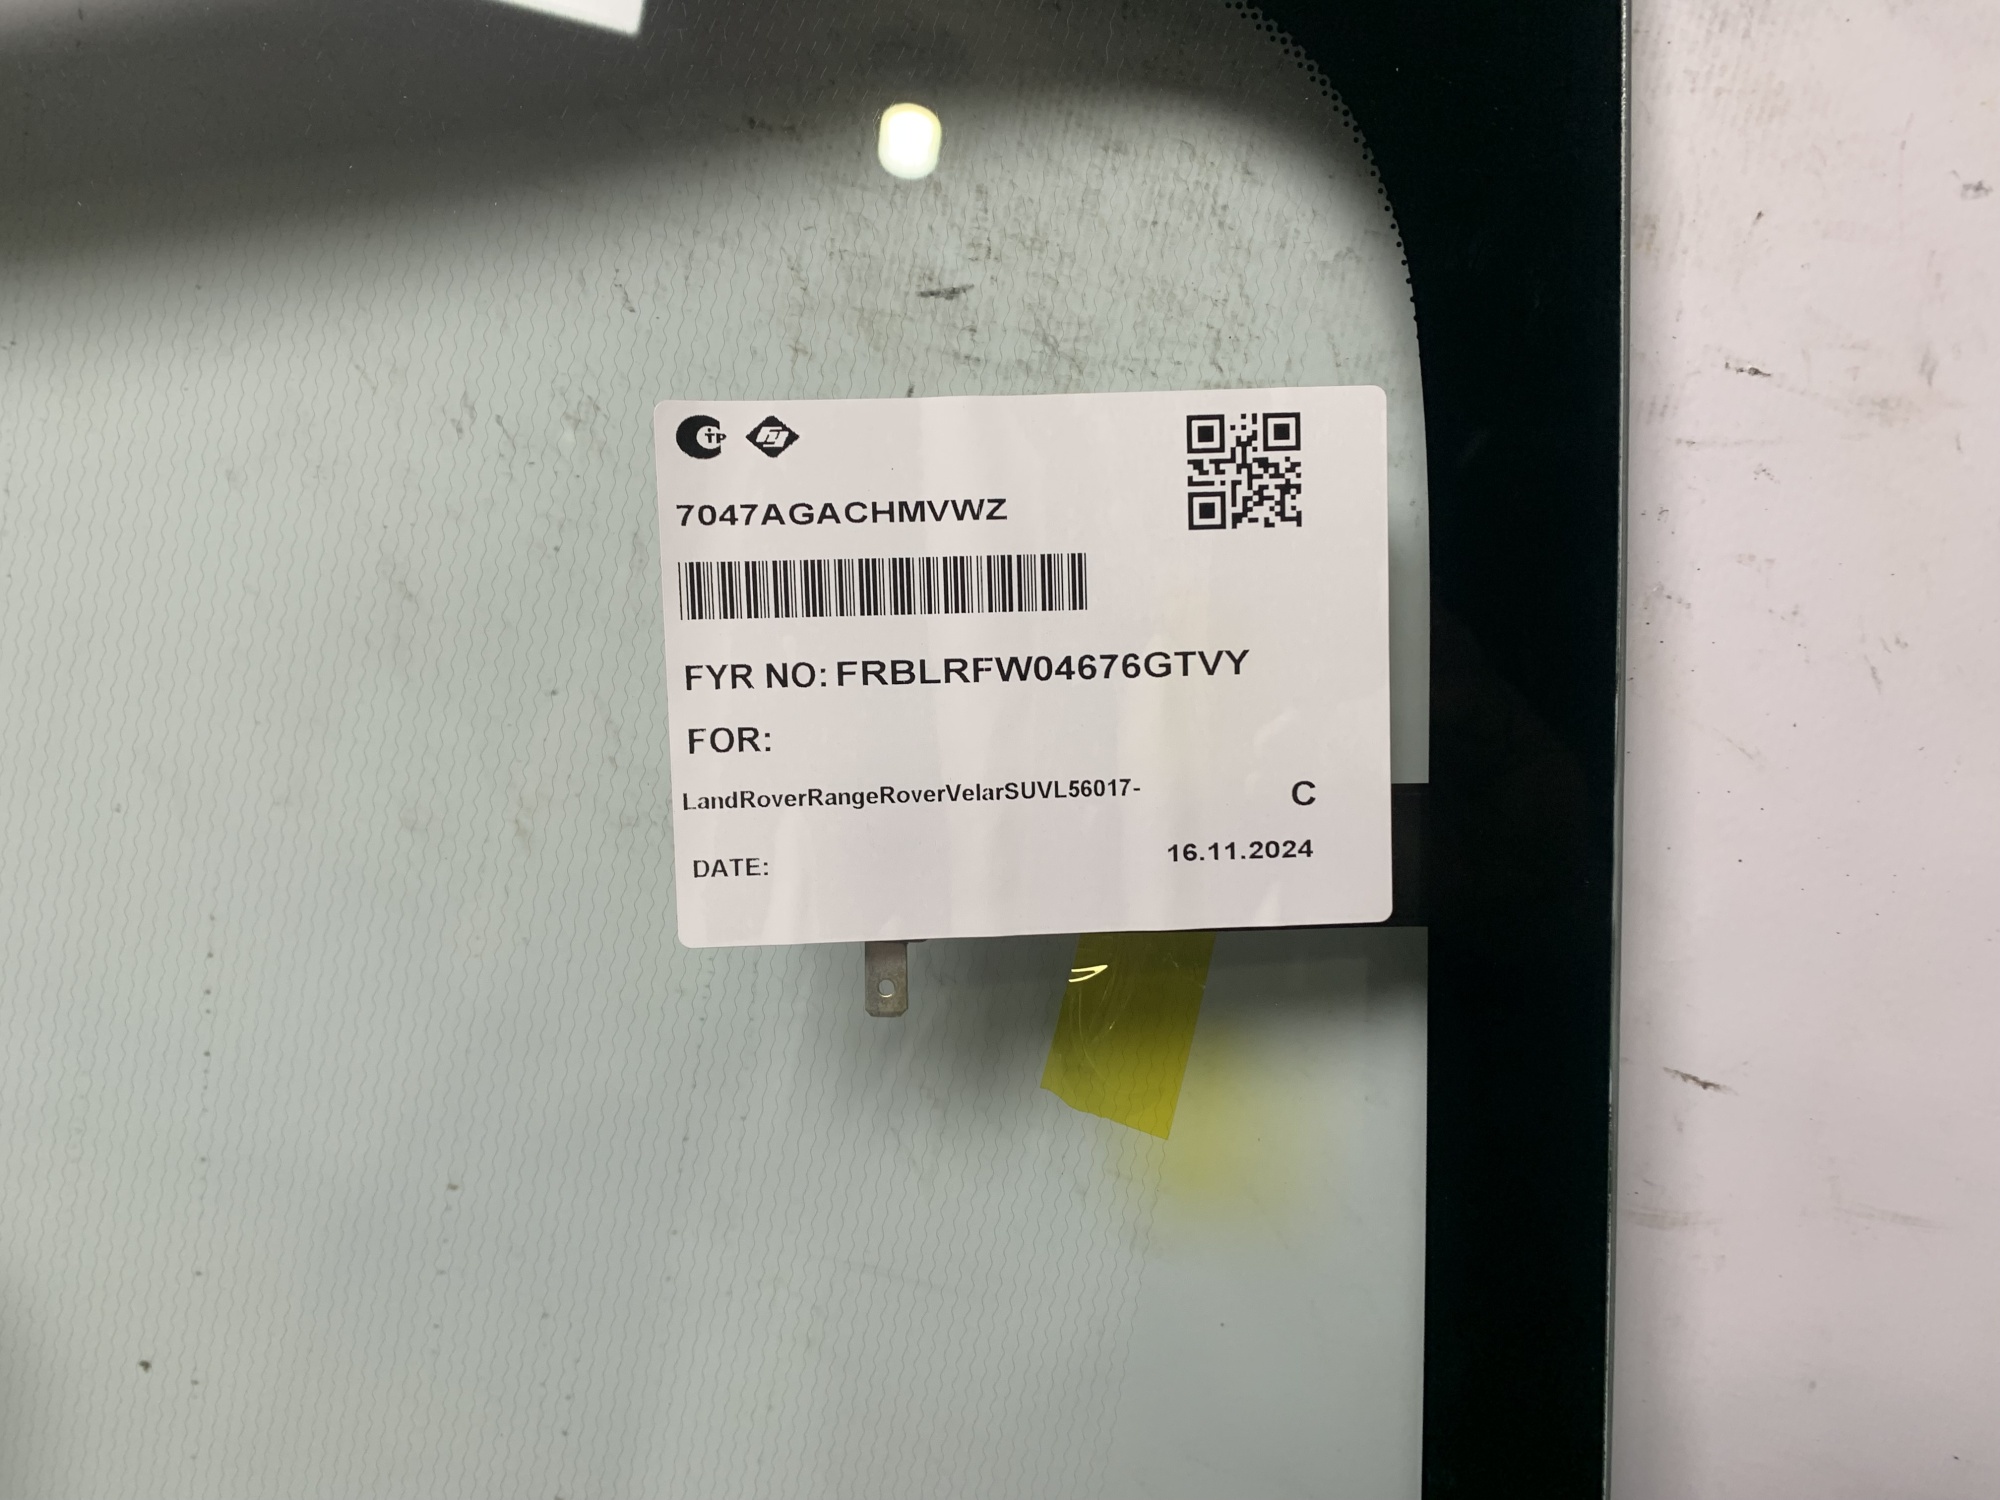 7047AGACHMVWZ
FYR NO: FRBLRFW04676GTVY
FOR:
LandRoverRangeRoverVelarSUVL56017-
C
DATE: 16.11.2024